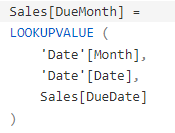 Sales[DueMonth] =
LOOKUPVALUE (
    'Date'[Month],
    'Date'[Date],
    Sales[DueDate]
)